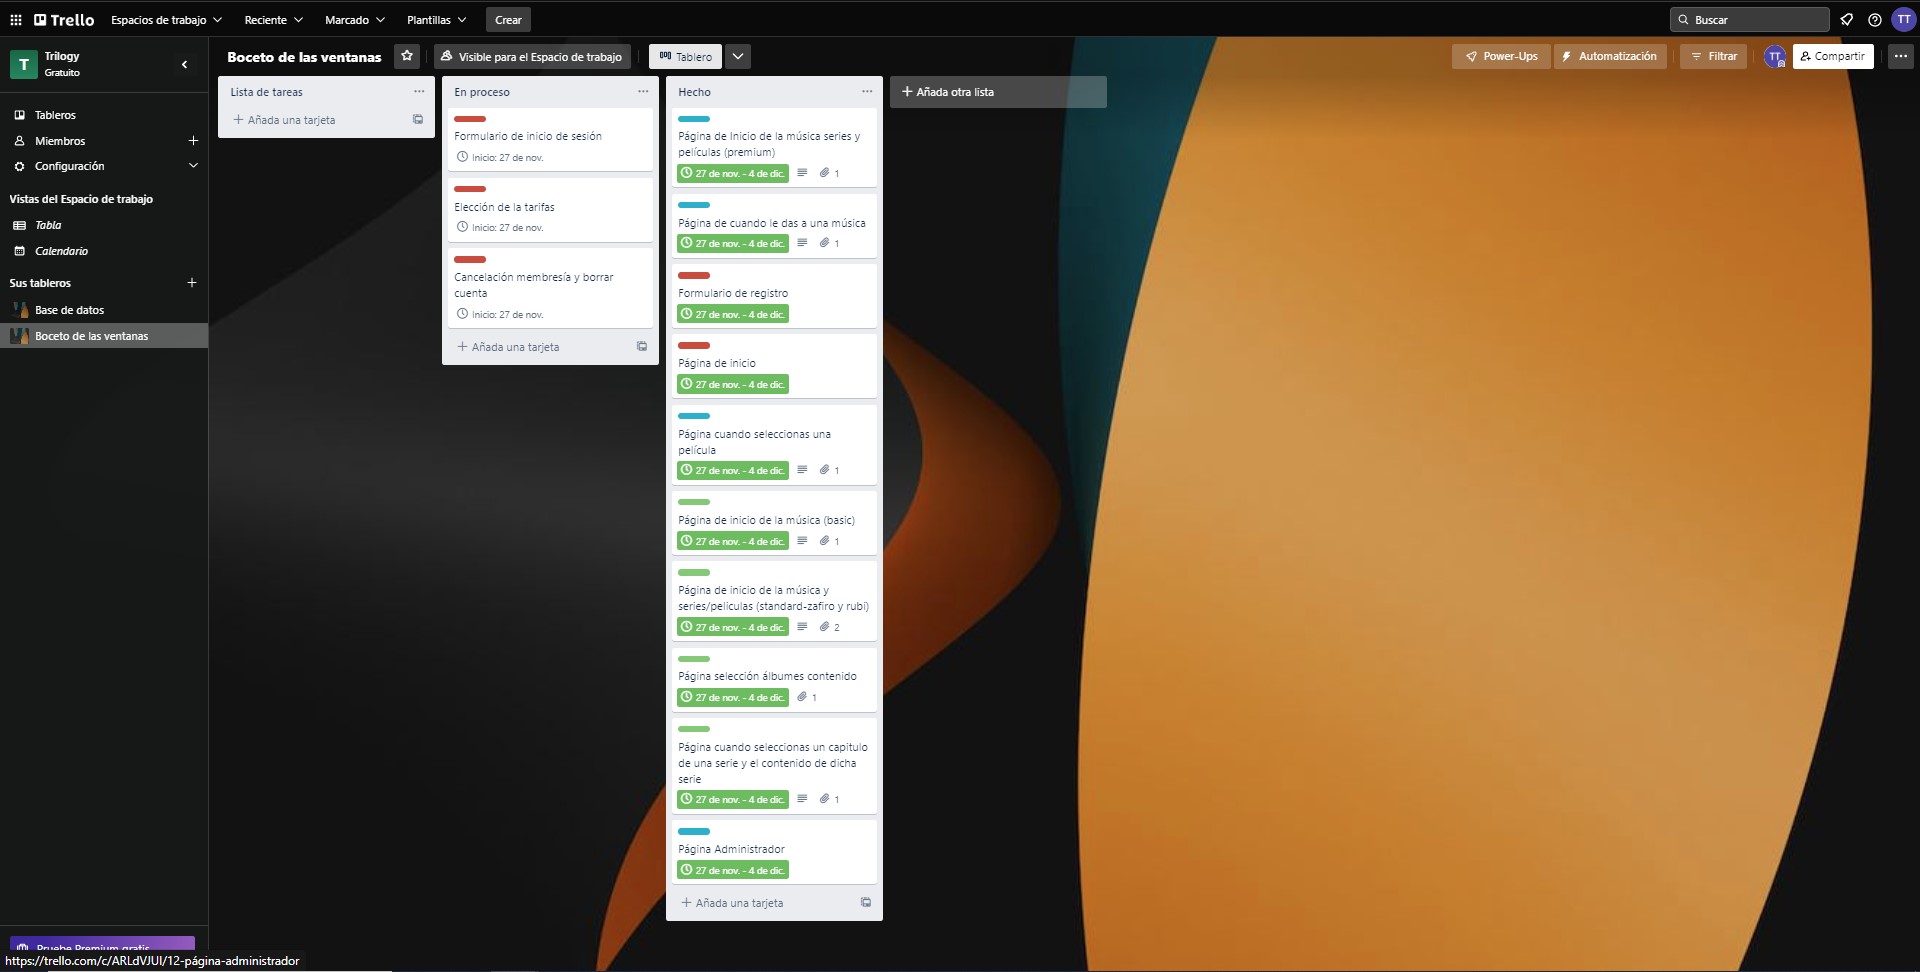 Trello
Espacios de trabajo
Reciente
Marcado
Plantillas
Crear
Buscar
TT
T
Trilogy
Gratuito
Boceto de las ventanas
Visible para el Espacio de trabajo
Tablero
Power-Ups
Automatización
Filtrar
TT
Compartir
Tableros
Miembros
Configuración
Vistas del Espacio de trabajo
Tabla
Calendario
Sus tableros
Base de datos
Boceto de las ventanas
Pruebe Premium gratis
https://trello.com/c/ARLdVJUI/12-página-administrador
Lista de tareas
Añada una tarjeta
En proceso
Formulario de inicio de sesión
Inicio: 27 de nov.
Elección de la tarifas
Inicio: 27 de nov.
Cancelación membresía y borrar
cuenta
Inicio: 27 de nov.
Añada una tarjeta
Hecho
Página de Inicio de la música series y
películas (premium)
27 de nov. - 4 de dic. 1
Página de cuando le das a una música
27 de nov. - 4 de dic. 1
Formulario de registro
27 de nov. - 4 de dic.
Página de inicio
27 de nov. - 4 de dic.
Página cuando seleccionas una
película
27 de nov. - 4 de dic. 1
Página de inicio de la música (basic)
27 de nov. - 4 de dic. 1
Página de inicio de la música y
series/peliculas (standard-zafiro y rubí)
27 de nov. - 4 de dic. 2
Página selección álbumes contenido
27 de nov. - 4 de dic. 1
Página cuando seleccionas un capitulo
de una serie y el contenido de dicha
serie
27 de nov. - 4 de dic. 1
Página Administrador
27 de nov. - 4 de dic.
Añada una tarjeta
Añada otra lista